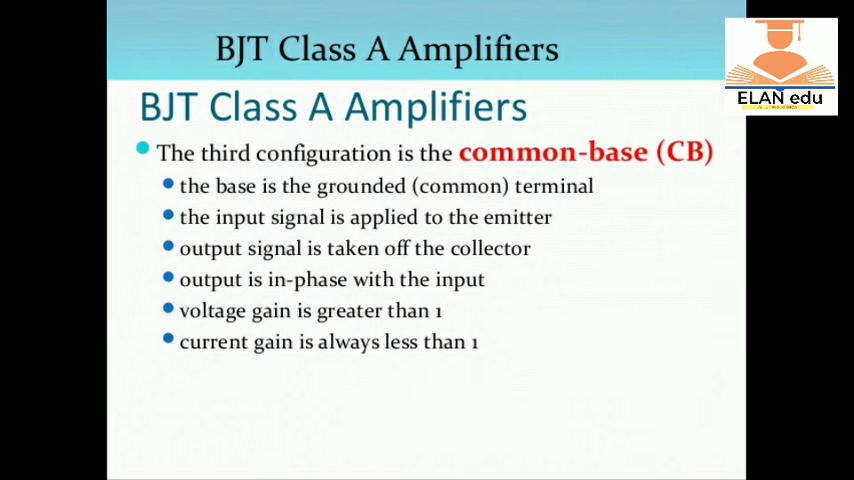 BJT Class A Amplifiers
ELAN edu
BJT Class A Amplifiers
The third configuration is the common-base (CB)
the base is the grounded (common) terminal
the input signal is applied to the emitter
output signal is taken off the collector
output is in-phase with the input
voltage gain is greater than 1
current gain is always less than 1